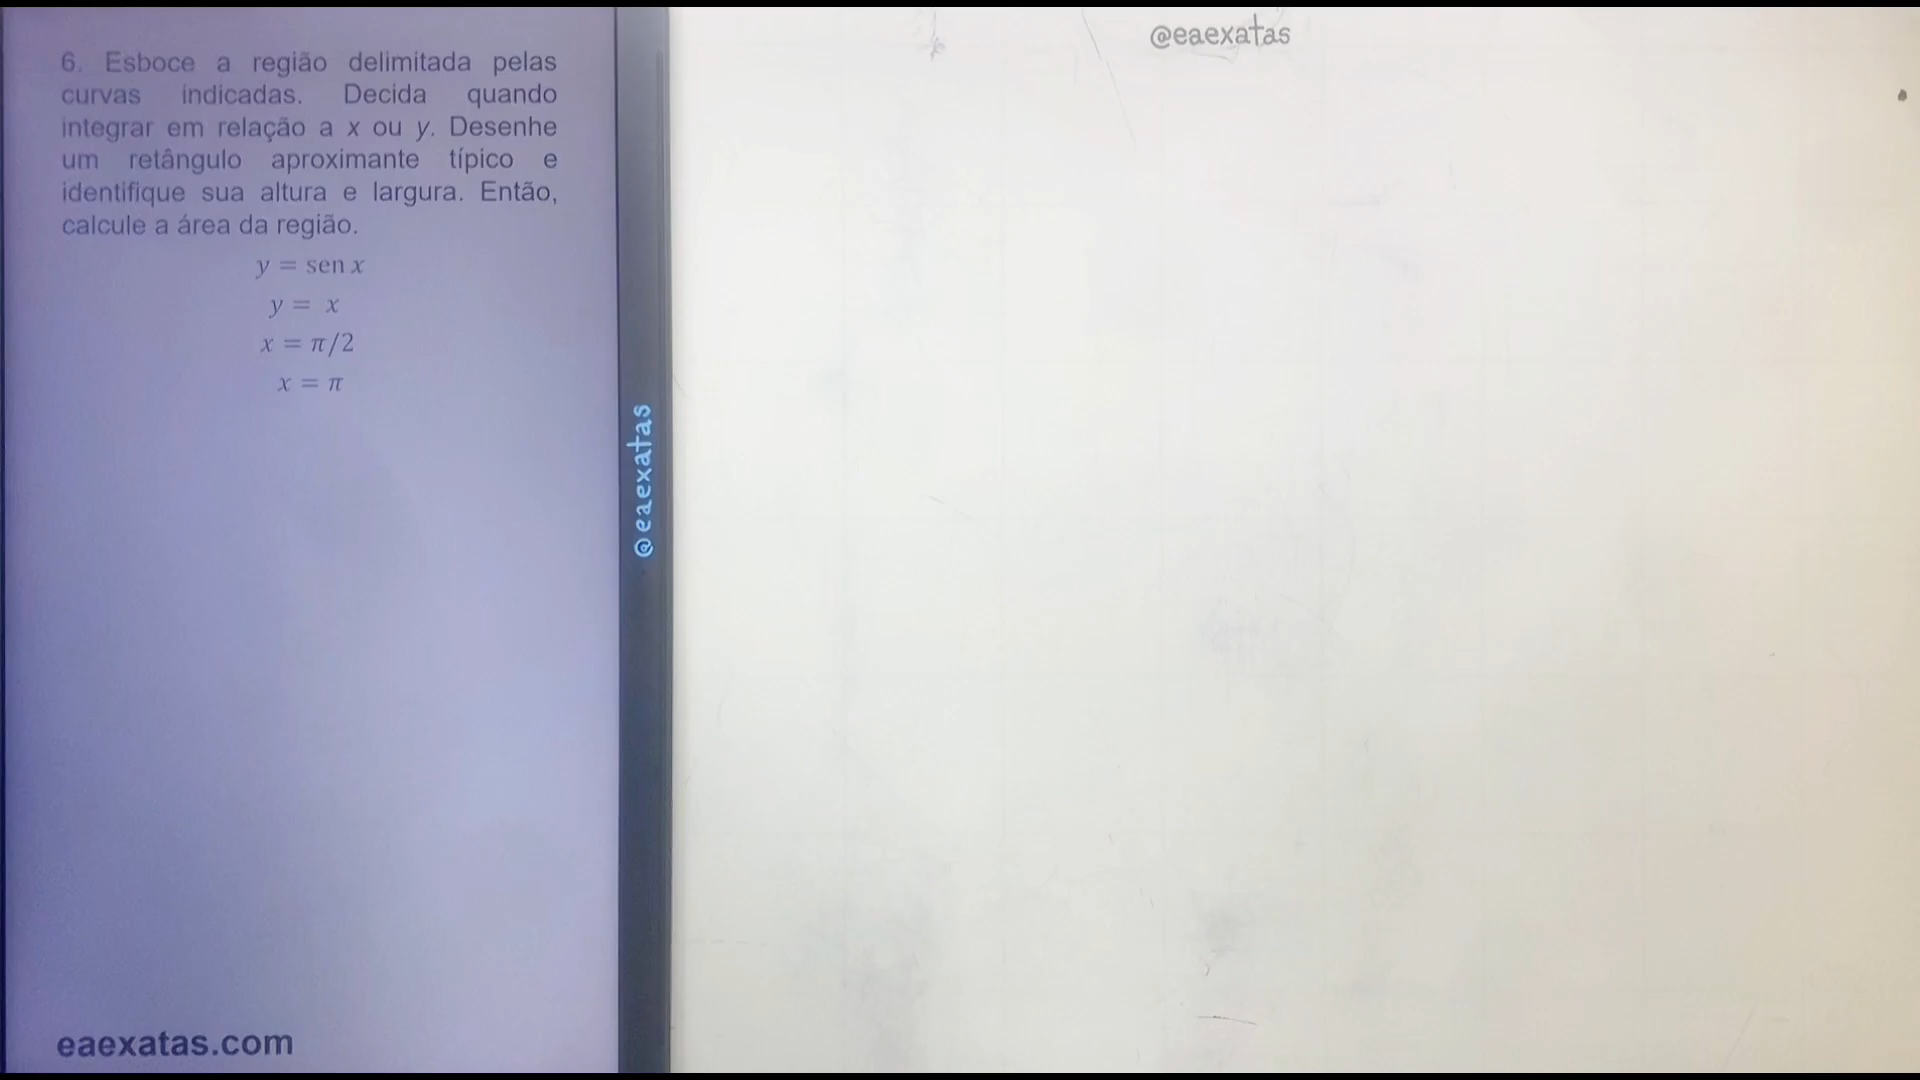 @eaexatas
6. Esboce a região delimitada pelas
curvas indicadas. Decida quando
integrar em relação a x ou y. Desenhe
um retângulo aproximante típico e
identifique sua altura e largura. Então,
calcule a área da região.
y = sen x
y = x
x = π/2
x = π
@eaexatas
eaexatas.com